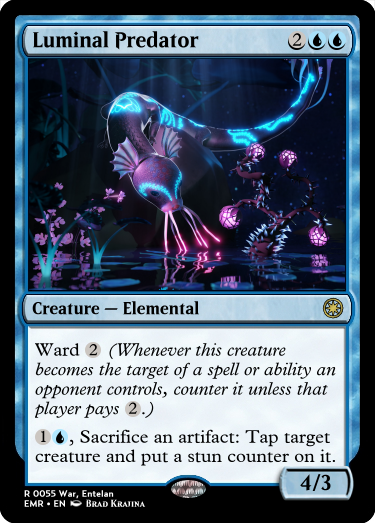 Luminal Predator 2
Creature — Elemental
Ward 2 (Whenever this creature
becomes the target of a spell or ability an
opponent controls, counter it unless that
player pays 2.)
1, Sacrifice an artifact: Tap target
creature and put a stun counter on it.
4/3
R 0055 War, Entelan
EMR • EN Brad Krajina